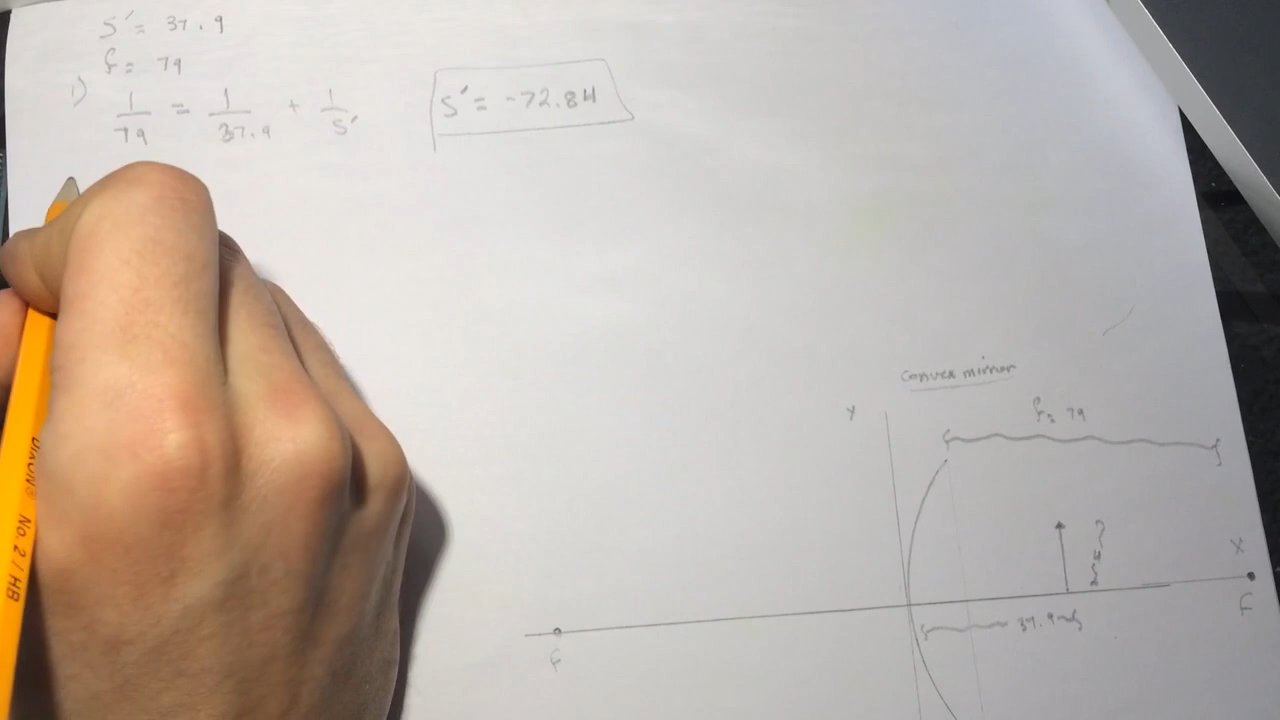 S' = 37.9
f = 79
1) 1/79 = 1/37.9 + 1/S'
S' = -72.84
DIXON® No. 2 / HB
convex mirror
Y
f = 79
X
F
37.9
f